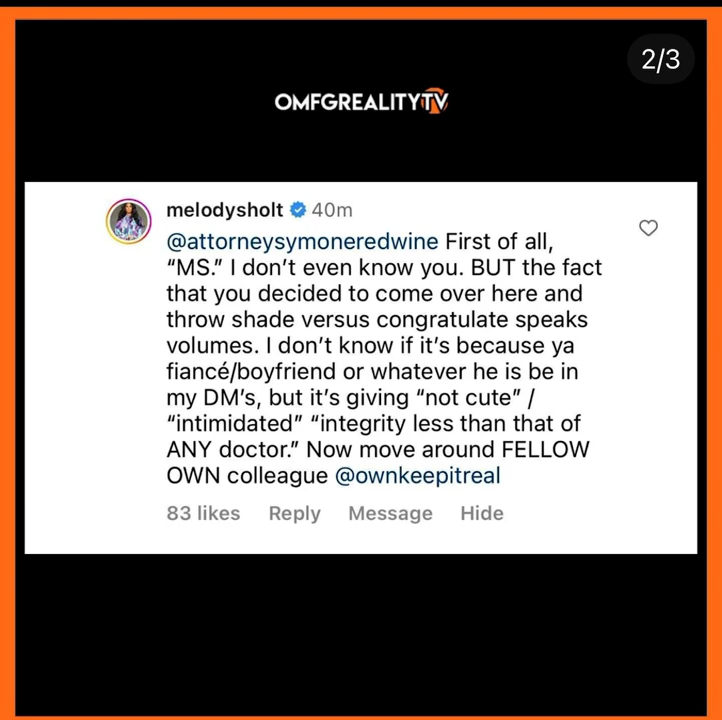 2/3
OMFGREALITYTV
melodysholt 40m
@attorneysymoneredwine First of all,
“MS.” I don’t even know you. BUT the fact
that you decided to come over here and
throw shade versus congratulate speaks
volumes. I don’t know if it’s because ya
fiancé/boyfriend or whatever he is be in
my DM’s, but it’s giving “not cute” /
“intimidated” “integrity less than that of
ANY doctor.” Now move around FELLOW
OWN colleague @ownkeepitreal
83 likes Reply Message Hide